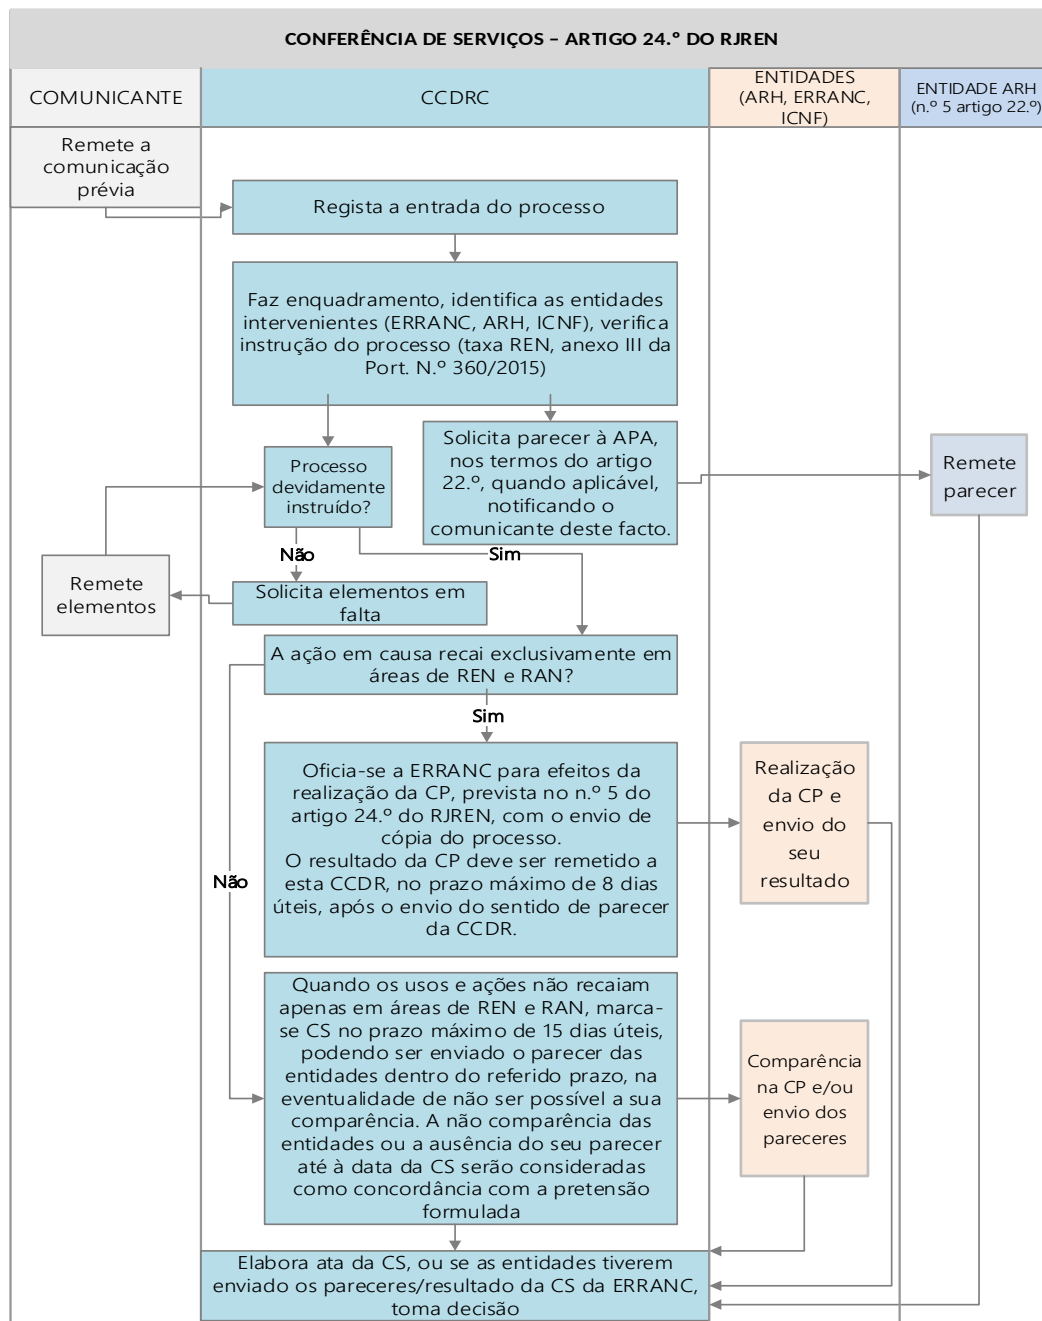 CONFERÊNCIA DE SERVIÇOS – ARTIGO 24.º DO RJREN
COMUNICANTE
CCDRC
ENTIDADES
(ARH, ERRANC,
ICNF)
ENTIDADE ARH
(n.º 5 artigo 22.º)
Remete a
comunicação
prévia
Regista a entrada do processo
Faz enquadramento, identifica as entidades
intervenientes (ERRANC, ARH, ICNF), verifica
instrução do processo (taxa REN, anexo III da
Port. N.º 360/2015)
Processo
devidamente
instruído?
Solicita parecer à APA,
nos termos do artigo
22.º, quando aplicável,
notificando o
comunicante deste facto.
Remete
parecer
Não
Sim
Remete
elementos
Solicita elementos em
falta
A ação em causa recai exclusivamente em
áreas de REN e RAN?
Sim
Oficia-se a ERRANC para efeitos da
realização da CP, prevista no n.º 5 do
artigo 24.º do RJREN, com o envio de
cópia do processo.
O resultado da CP deve ser remetido a
esta CCDR, no prazo máximo de 8 dias
úteis, após o envio do sentido de parecer
da CCDR.
Realização
da CP e
envio do
seu
resultado
Não
Quando os usos e ações não recaiam
apenas em áreas de REN e RAN, marca-
se CS no prazo máximo de 15 dias úteis,
podendo ser enviado o parecer das
entidades dentro do referido prazo, na
eventualidade de não ser possível a sua
comparência. A não comparência das
entidades ou a ausência do seu parecer
até à data da CS serão consideradas
como concordância com a pretensão
formulada
Comparência
na CP e/ou
envio dos
pareceres
Elabora ata da CS, ou se as entidades tiverem
enviado os pareceres/resultado da CS da ERRANC,
toma decisão